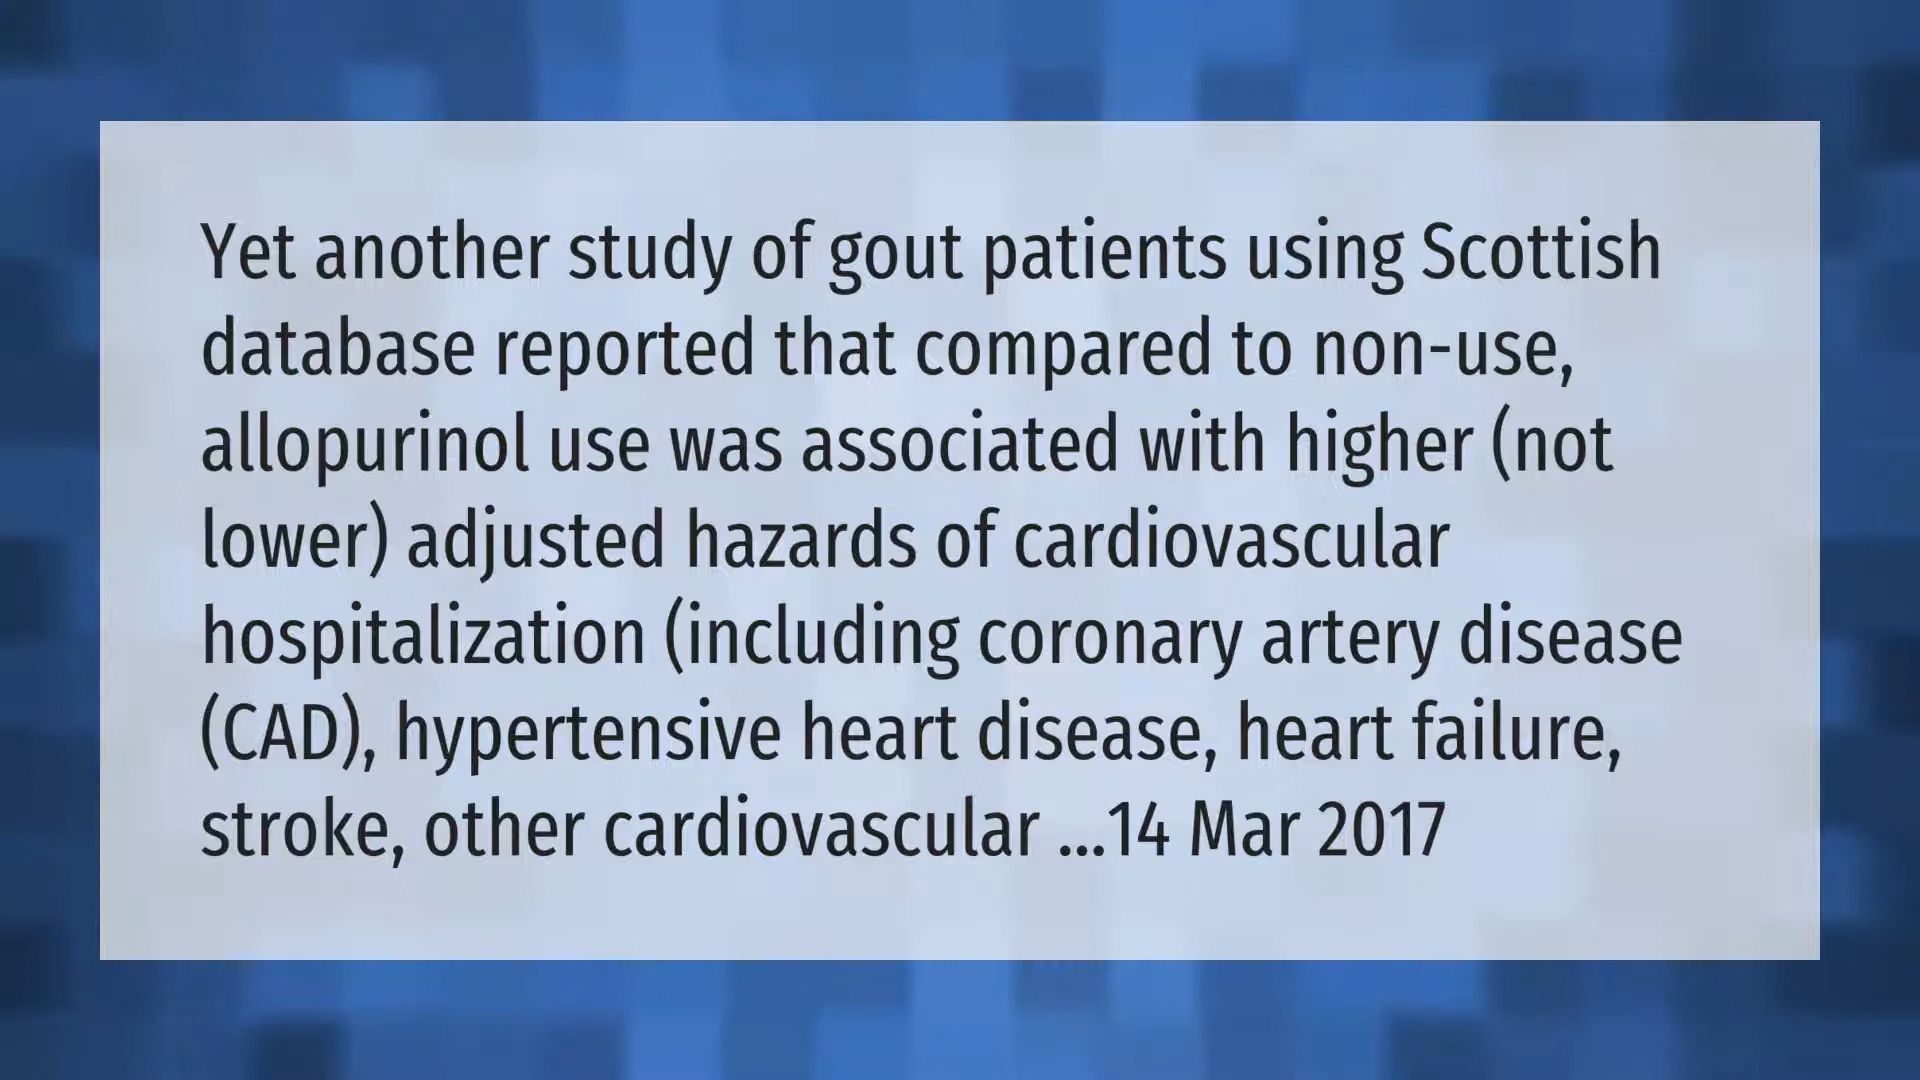 Yet another study of gout patients using Scottish
database reported that compared to non-use,
allopurinol use was associated with higher (not
lower) adjusted hazards of cardiovascular
hospitalization (including coronary artery disease
(CAD), hypertensive heart disease, heart failure,
stroke, other cardiovascular ...14 Mar 2017